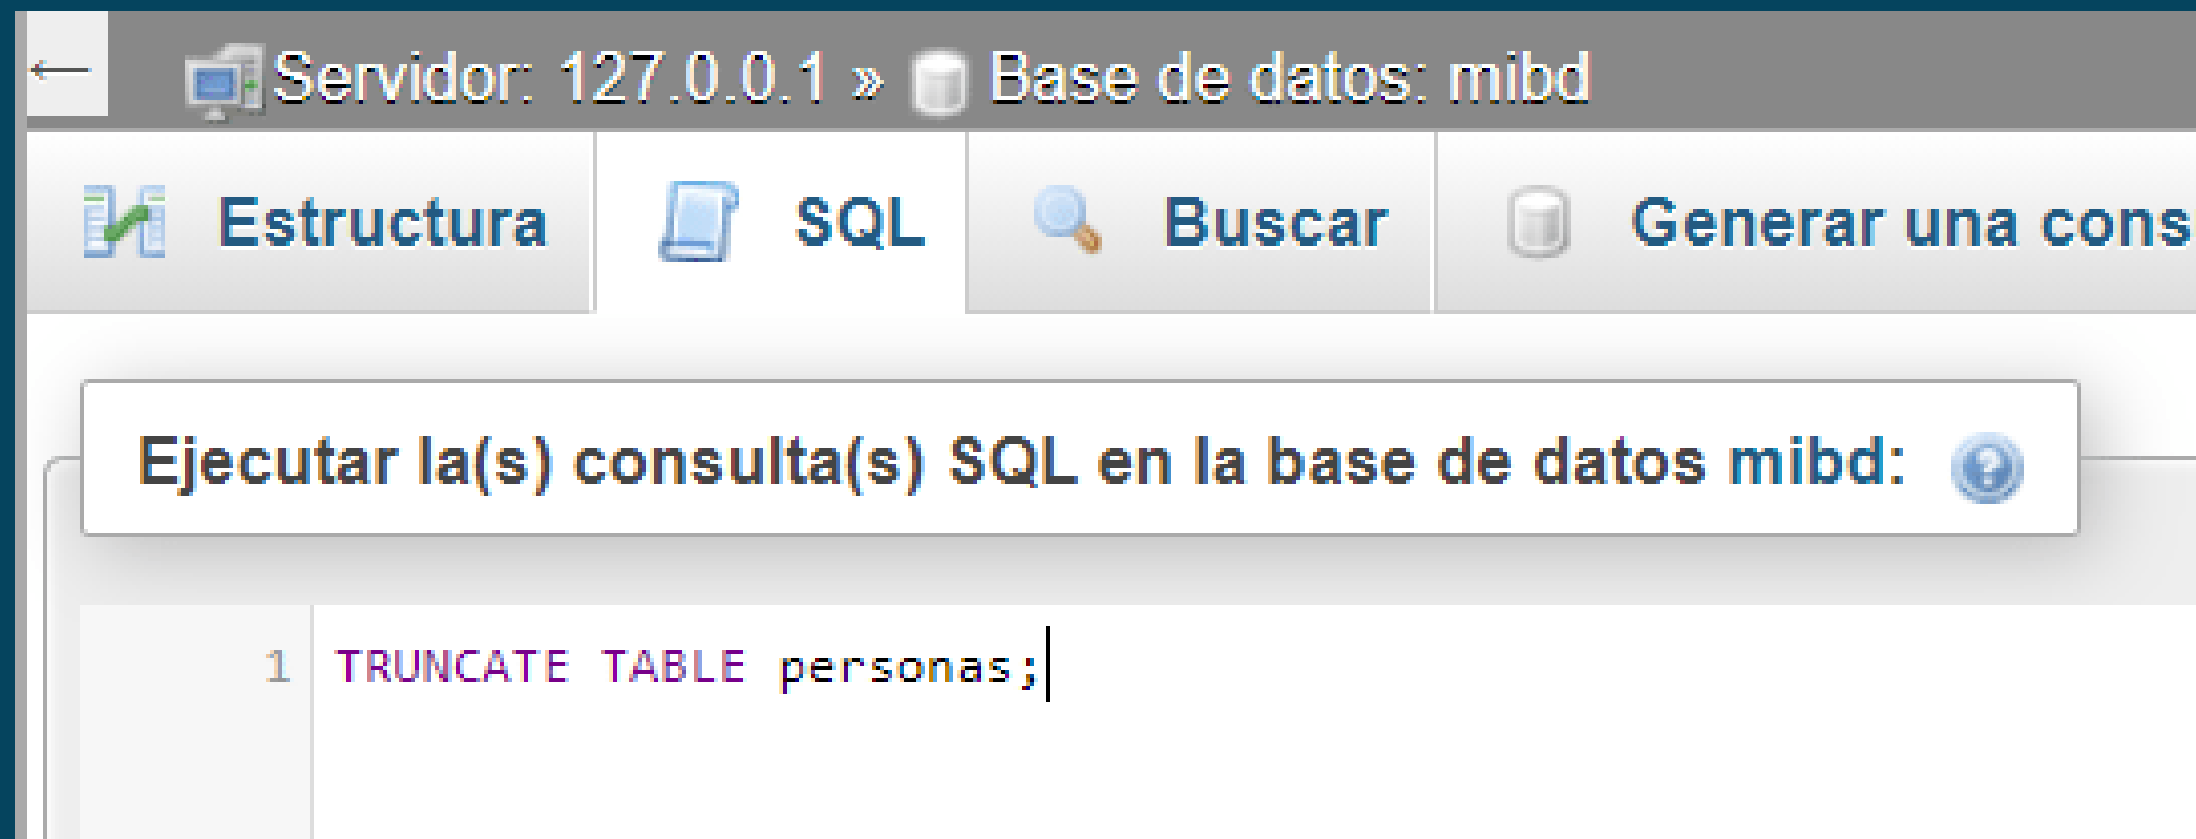 ← Servidor: 127.0.0.1 » Base de datos: mibd
Estructura SQL Buscar Generar una cons
Ejecutar la(s) consulta(s) SQL en la base de datos mibd:
1 TRUNCATE TABLE personas;